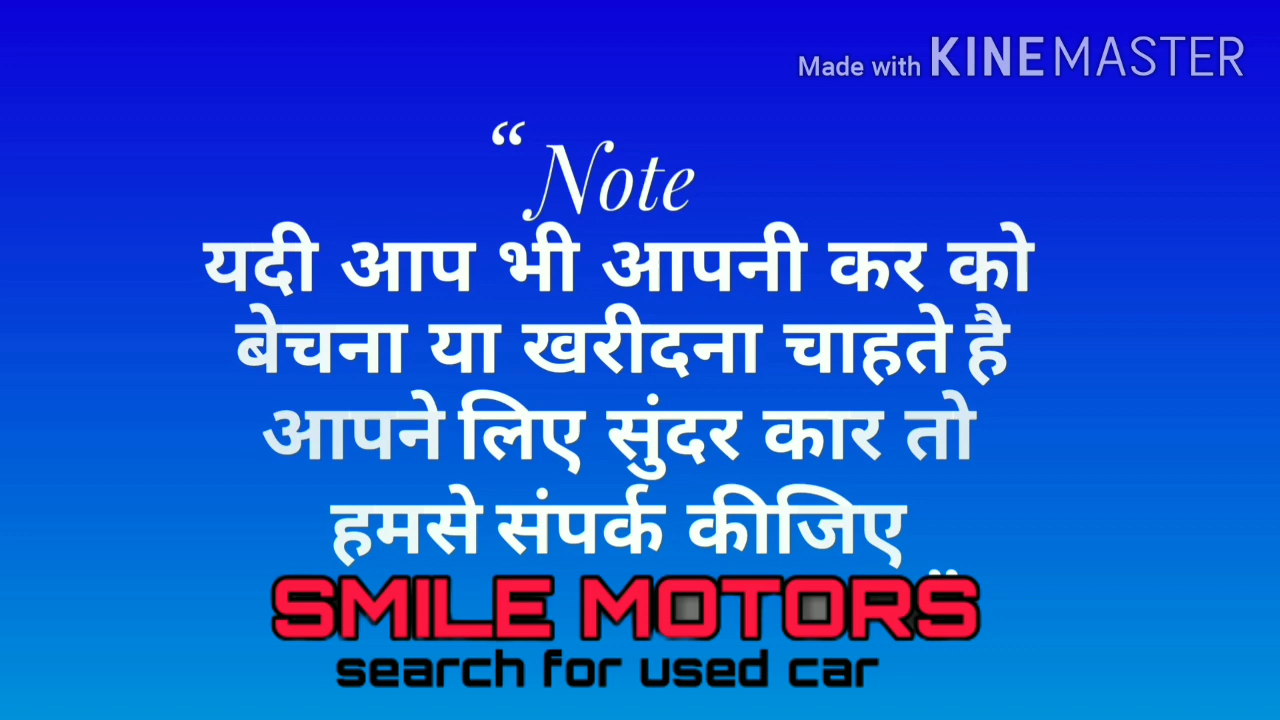 Made with KINEMASTER
“Note
यदी आप भी आपनी कर को
बेचना या खरीदना चाहते है
आपने लिए सुंदर कार तो
हमसे संपर्क कीजिए
”
SMILE MOTORS
search for used car